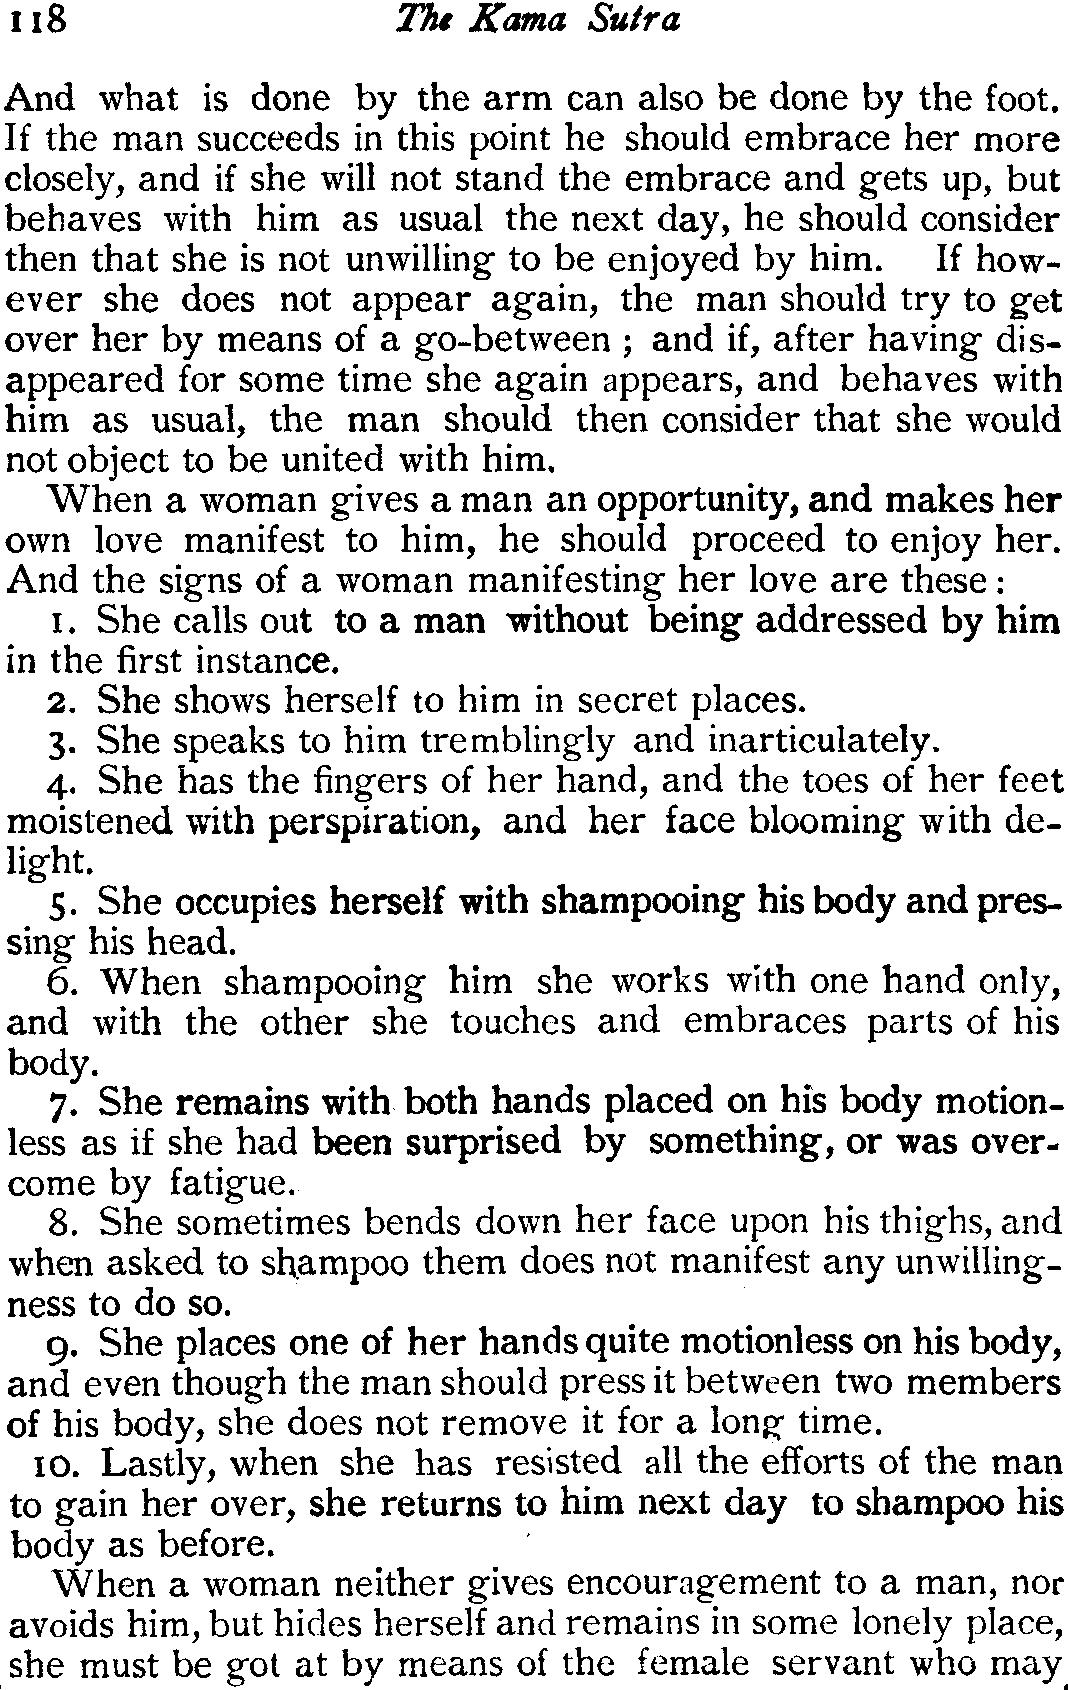 118 The Kama Sutra
And what is done by the arm can also be done by the foot.
If the man succeeds in this point he should embrace her more
closely, and if she will not stand the embrace and gets up, but
behaves with him as usual the next day, he should consider
then that she is not unwilling to be enjoyed by him. If how-
ever she does not appear again, the man should try to get
over her by means of a go-between ; and if, after having dis-
appeared for some time she again appears, and behaves with
him as usual, the man should then consider that she would
not object to be united with him.
When a woman gives a man an opportunity, and makes her
own love manifest to him, he should proceed to enjoy her.
And the signs of a woman manifesting her love are these :
1. She calls out to a man without being addressed by him
in the first instance.
2. She shows herself to him in secret places.
3. She speaks to him tremblingly and inarticulately.
4. She has the fingers of her hand, and the toes of her feet
moistened with perspiration, and her face blooming with de-
light.
5. She occupies herself with shampooing his body and pres-
sing his head.
6. When shampooing him she works with one hand only,
and with the other she touches and embraces parts of his
body.
7. She remains with both hands placed on his body motion-
less as if she had been surprised by something, or was over-
come by fatigue.
8. She sometimes bends down her face upon his thighs, and
when asked to shampoo them does not manifest any unwilling-
ness to do so.
9. She places one of her hands quite motionless on his body,
and even though the man should press it between two members
of his body, she does not remove it for a long time.
10. Lastly, when she has resisted all the efforts of the man
to gain her over, she returns to him next day to shampoo his
body as before.
When a woman neither gives encouragement to a man, nor
avoids him, but hides herself and remains in some lonely place,
she must be got at by means of the female servant who may